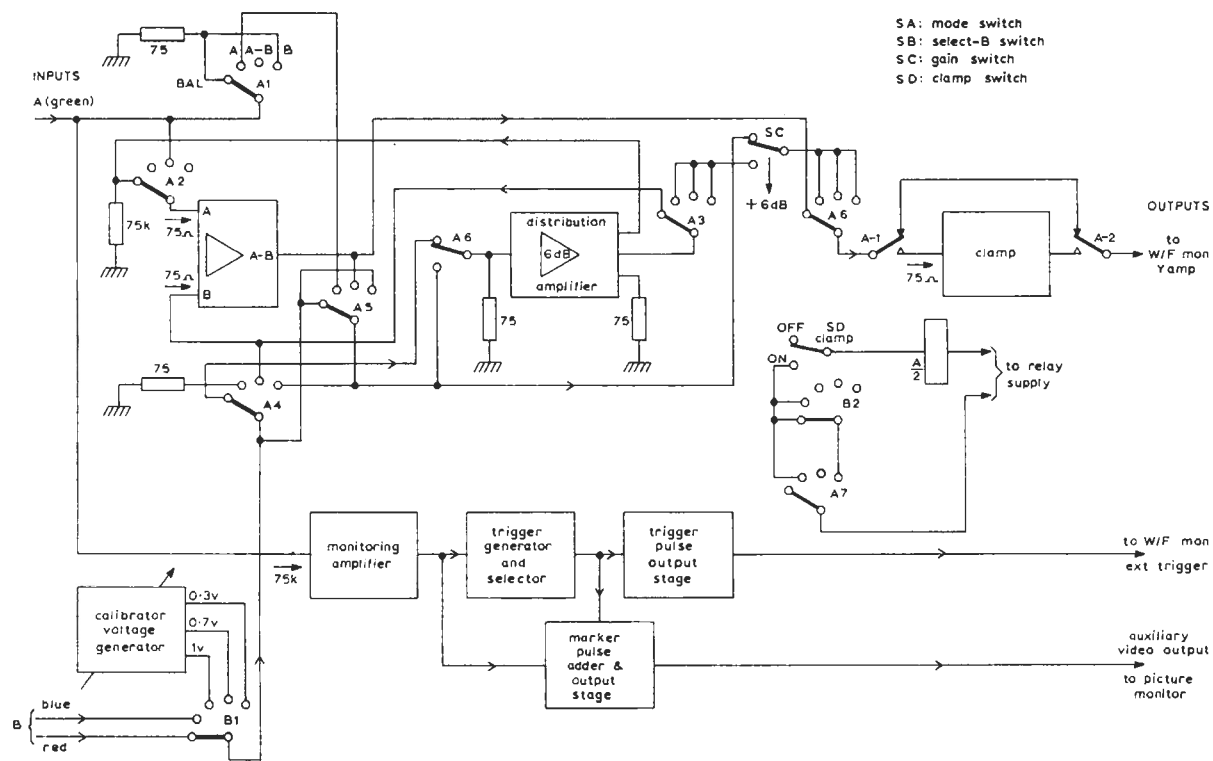 SA: mode switch
SB: select-B switch
SC: gain switch
SD: clamp switch
75
A A-B B
BAL
A1
INPUTS
A (green)
SC
+6dB
A2
A
75k
75Ω
A-B
75Ω
B
A5
A6
distribution
6dB
amplifier
75
75
A3
A6
A-1
75Ω
clamp
A-2
OUTPUTS
to
W/F mon
Yamp
75
A4
OFF
SD
clamp
ON
A
2
to relay
supply
B2
A7
75k
monitoring
amplifier
trigger
generator
and
selector
trigger
pulse
output
stage
to W/F mon
ext trigger
calibrator
voltage
generator
0·3v
0·7v
1v
marker
pulse
adder &
output
stage
auxiliary
video output
to picture
monitor
B
blue
red
B1